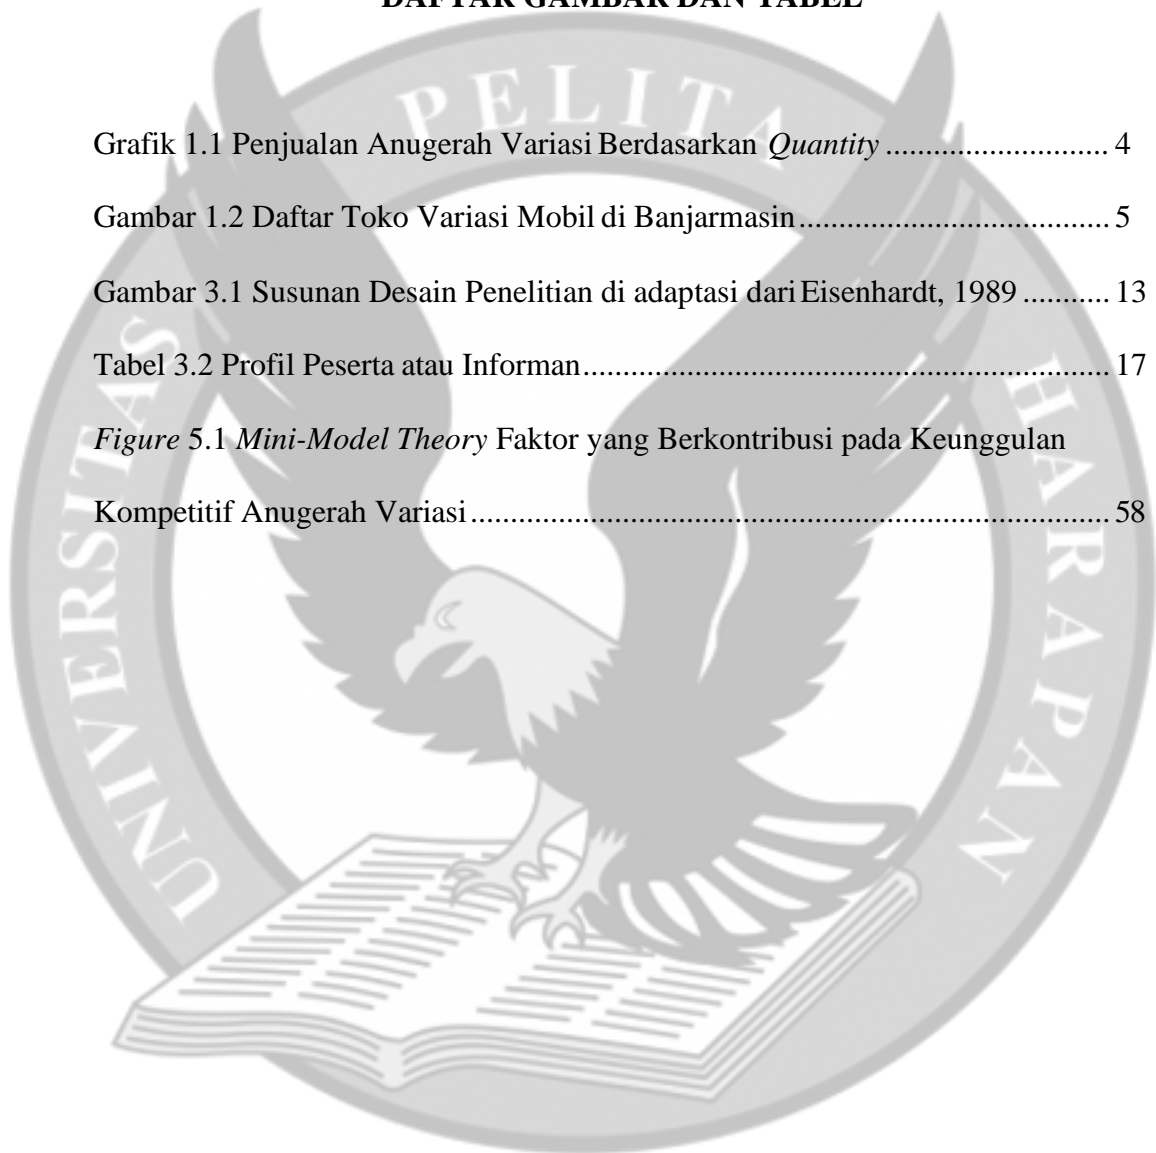 DAFTAR GAMBAR DAN TABEL
UNIVERSITAS PELITA HARAPAN
Grafik 1.1 Penjualan Anugerah Variasi Berdasarkan Quantity ............................ 4
Gambar 1.2 Daftar Toko Variasi Mobil di Banjarmasin ....................................... 5
Gambar 3.1 Susunan Desain Penelitian di adaptasi dari Eisenhardt, 1989 ........... 13
Tabel 3.2 Profil Peserta atau Informan.................................................................. 17
Figure 5.1 Mini-Model Theory Faktor yang Berkontribusi pada Keunggulan
Kompetitif Anugerah Variasi ................................................................................ 58